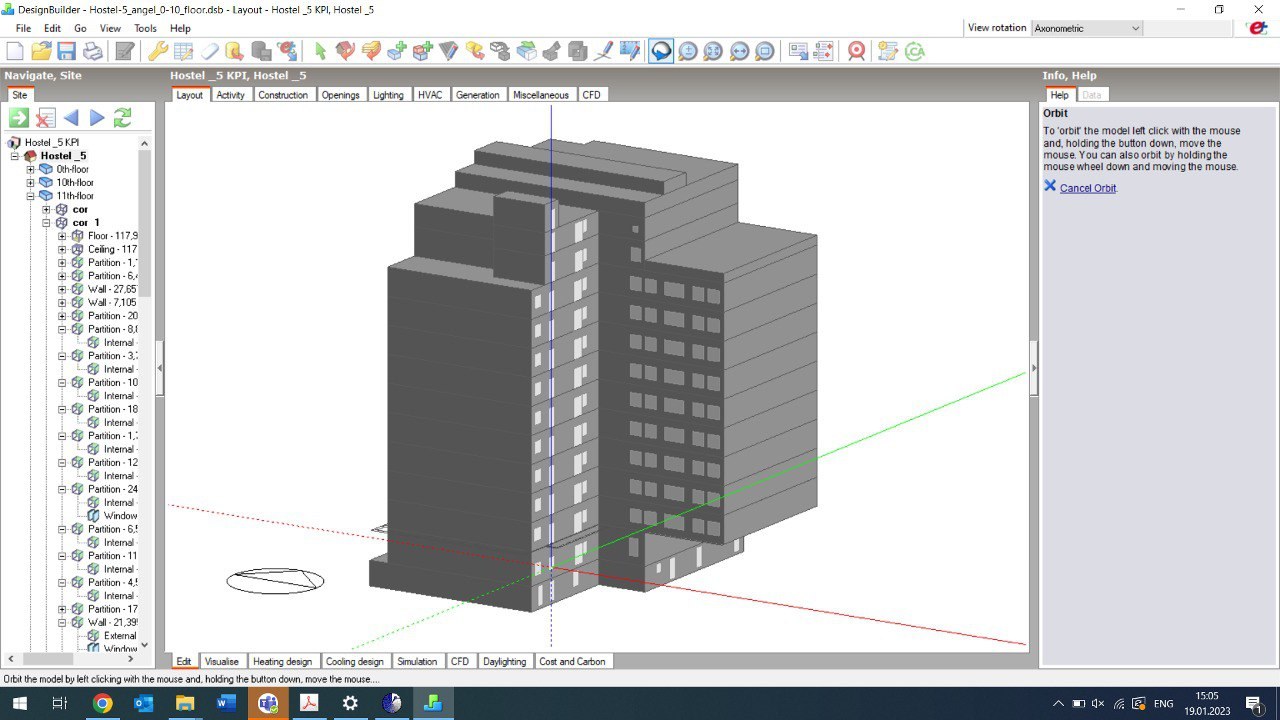 DesignBuilder - Hostel-5_angel_0-10_floor.dsb - Layout - Hostel _5 KPI, Hostel _5
File Edit Go View Tools Help
View rotation Axonometric
Navigate, Site
Hostel _5 KPI, Hostel _5
Info, Help
Site
Layout Activity Construction Openings Lighting HVAC Generation Miscellaneous CFD
Help Data
Orbit
To 'orbit' the model left click with the mouse
and, holding the button down, move the
mouse. You can also orbit by holding the
mouse wheel down and moving the mouse.
Cancel Orbit.
Hostel _5 KPI
Hostel _5
0th-floor
10th-floor
11th-floor
cor
cor 1
Floor - 117,9
Ceiling - 117
Partition - 1,
Partition - 6,4
Wall - 27,65
Wall - 7,105
Partition - 20
Partition - 8,8
Internal
Partition - 3,7
Internal
Partition - 10
Internal
Partition - 18
Internal
Partition - 1,7
Internal
Partition - 12
Internal
Partition - 24
Internal
Window
Partition - 6,5
Internal
Partition - 11
Internal
Partition - 4,5
Internal
Partition - 17
Wall - 21,39
External
Window
Edit Visualise Heating design Cooling design Simulation CFD Daylighting Cost and Carbon
Orbit the model by left clicking with the mouse and, holding the button down, move the mouse....
ENG
15:05
19.01.2023